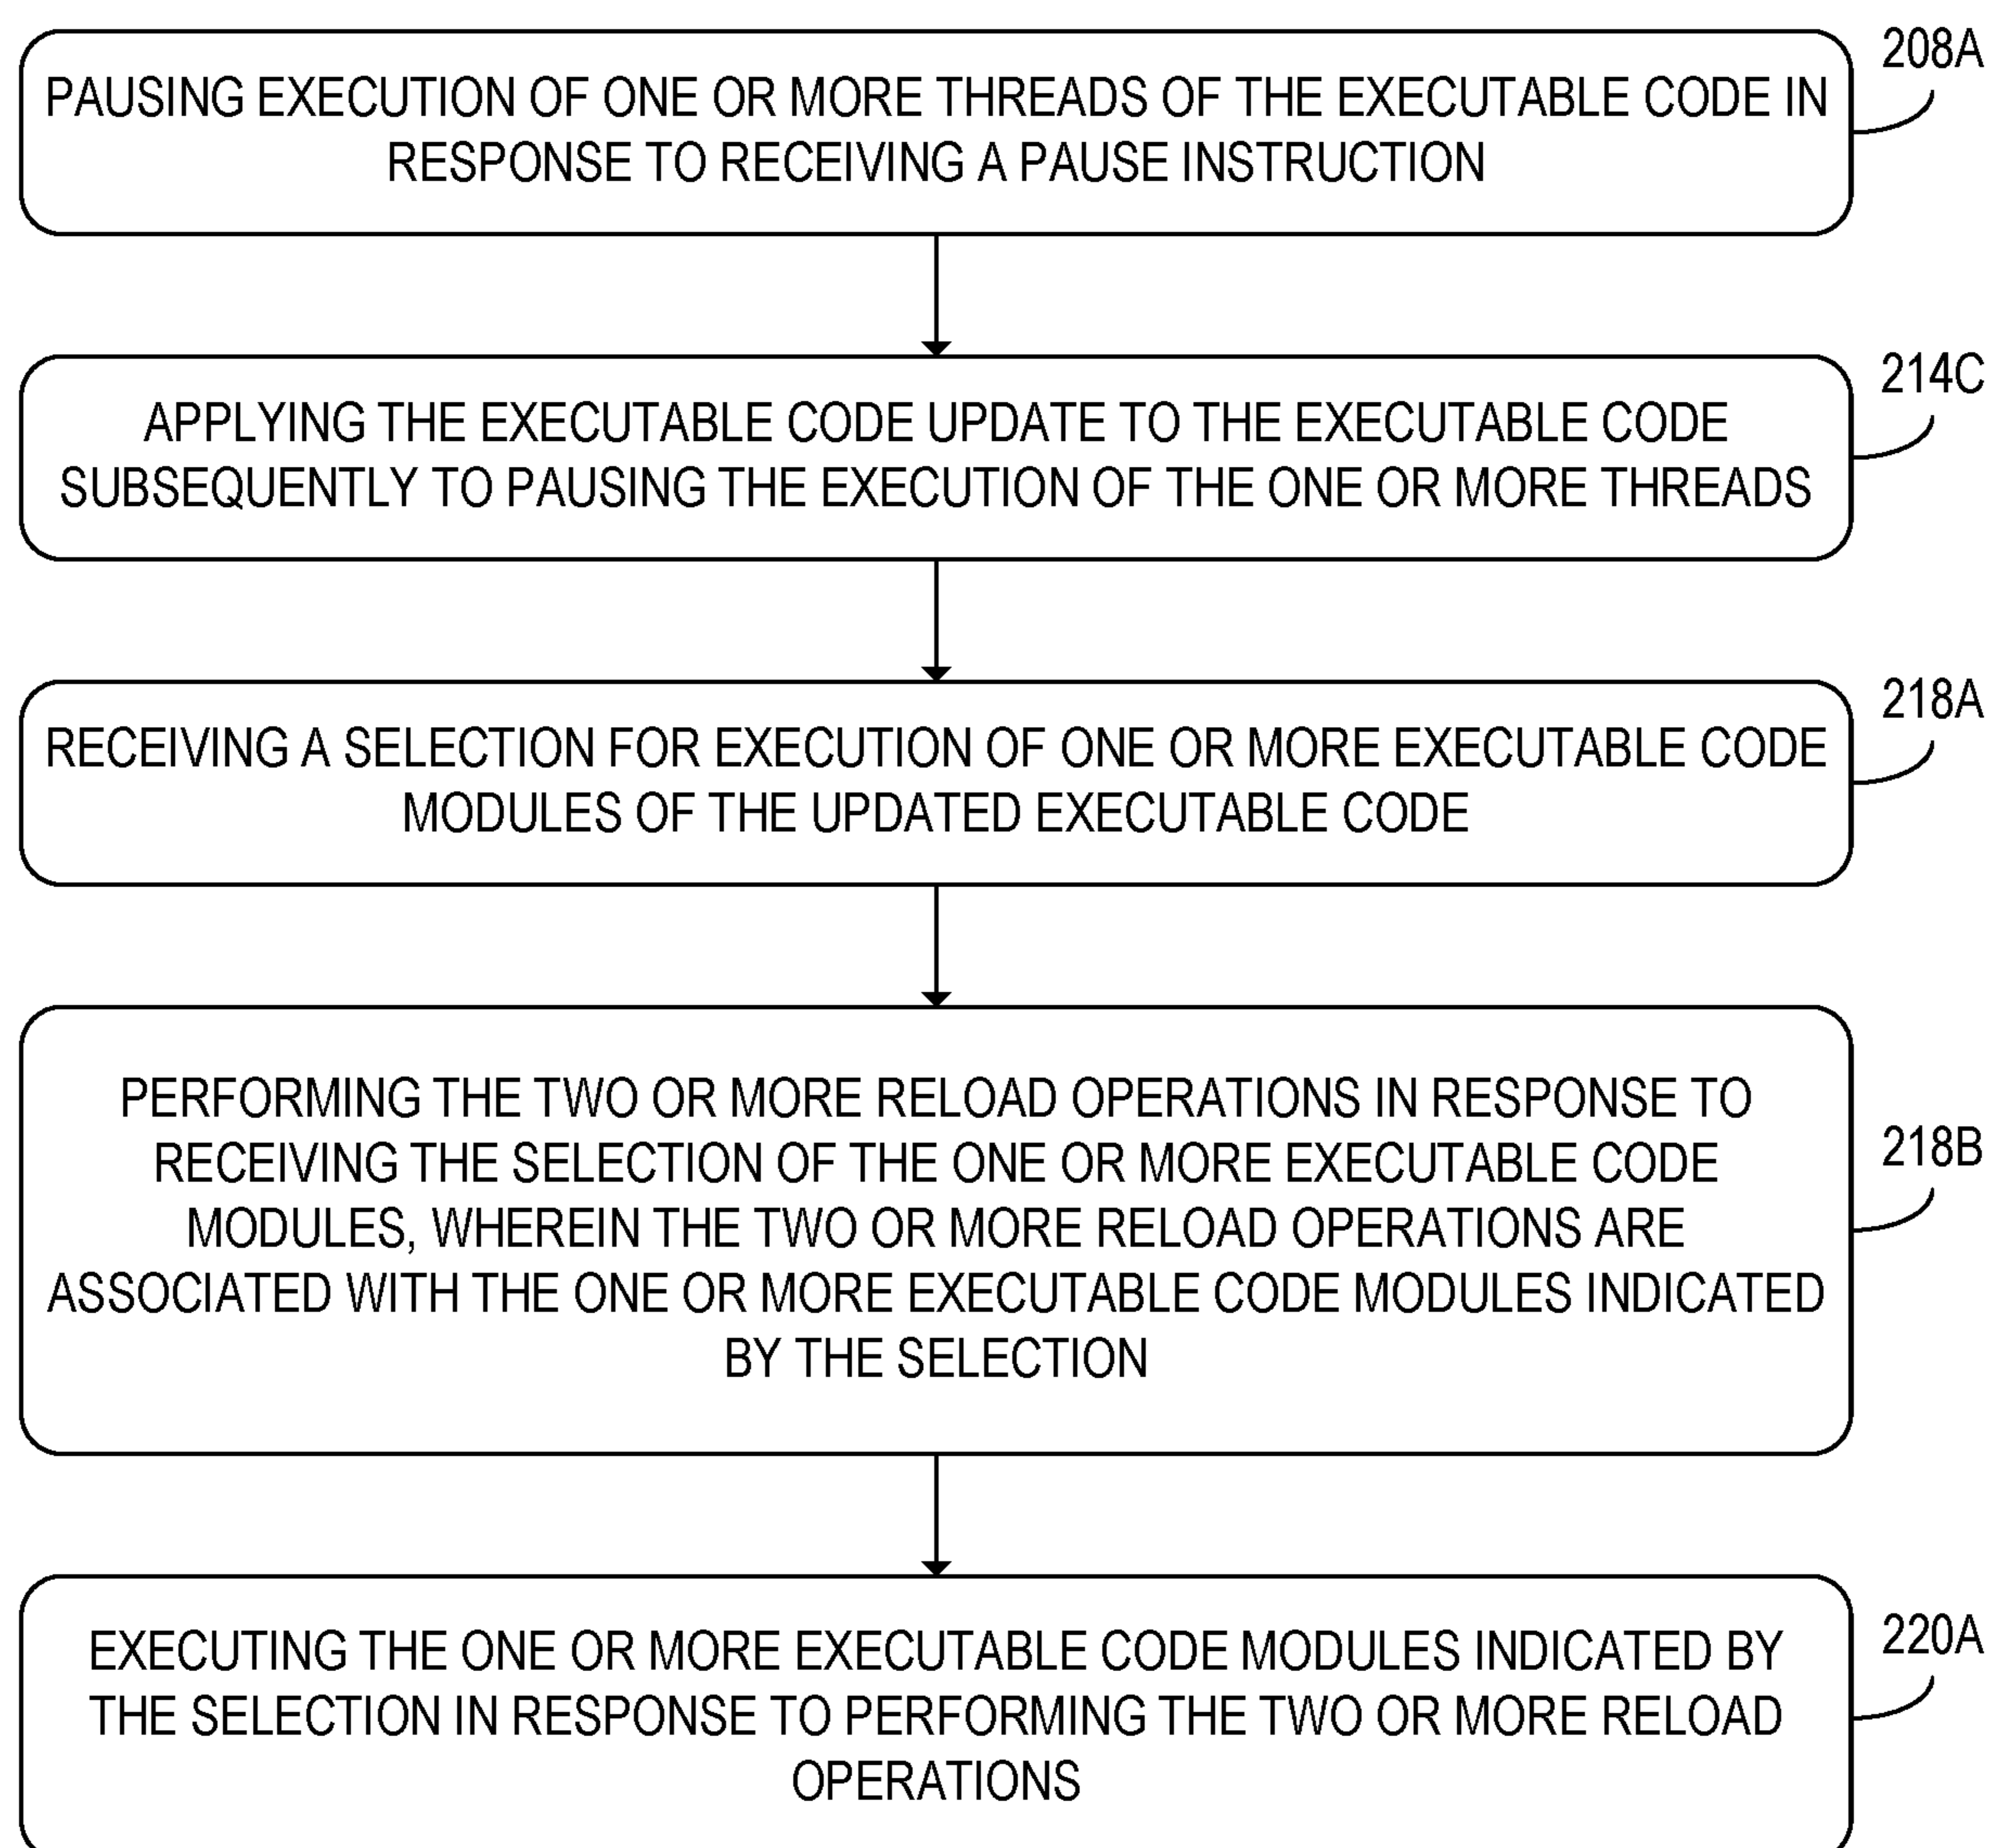 208A
PAUSING EXECUTION OF ONE OR MORE THREADS OF THE EXECUTABLE CODE IN
RESPONSE TO RECEIVING A PAUSE INSTRUCTION
214C
APPLYING THE EXECUTABLE CODE UPDATE TO THE EXECUTABLE CODE
SUBSEQUENTLY TO PAUSING THE EXECUTION OF THE ONE OR MORE THREADS
218A
RECEIVING A SELECTION FOR EXECUTION OF ONE OR MORE EXECUTABLE CODE
MODULES OF THE UPDATED EXECUTABLE CODE
218B
PERFORMING THE TWO OR MORE RELOAD OPERATIONS IN RESPONSE TO
RECEIVING THE SELECTION OF THE ONE OR MORE EXECUTABLE CODE
MODULES, WHEREIN THE TWO OR MORE RELOAD OPERATIONS ARE
ASSOCIATED WITH THE ONE OR MORE EXECUTABLE CODE MODULES INDICATED
BY THE SELECTION
220A
EXECUTING THE ONE OR MORE EXECUTABLE CODE MODULES INDICATED BY
THE SELECTION IN RESPONSE TO PERFORMING THE TWO OR MORE RELOAD
OPERATIONS